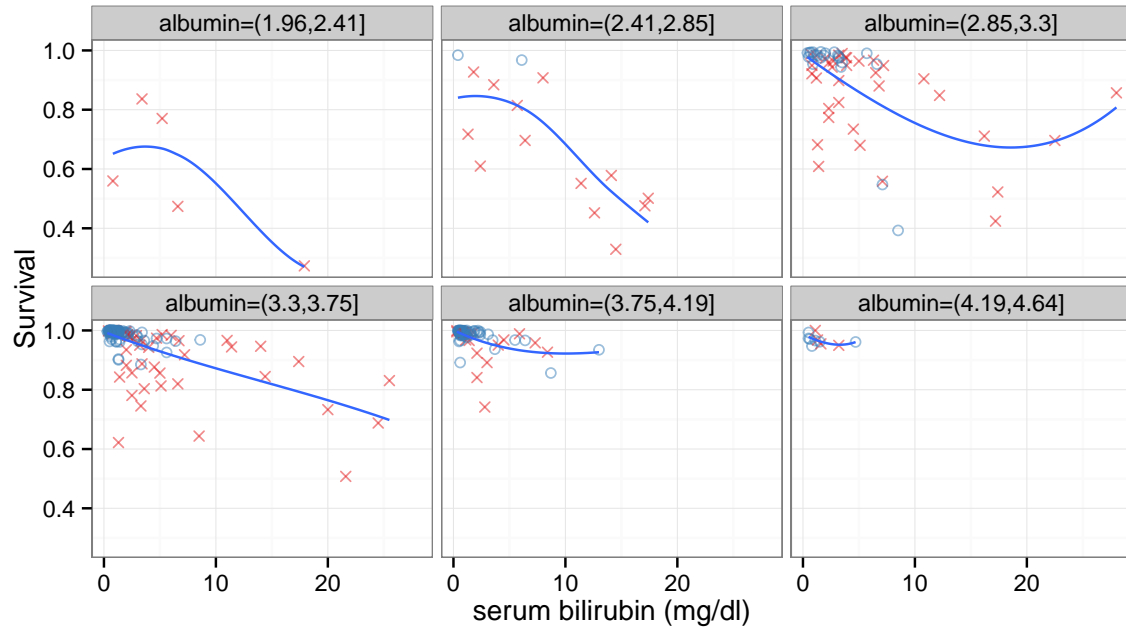 albumin=(1.96,2.41] albumin=(2.41,2.85] albumin=(2.85,3.3]
1.0
0.8
0.6
0.4
albumin=(3.3,3.75] albumin=(3.75,4.19] albumin=(4.19,4.64]
1.0
0.8
0.6
0.4
Survival
0 10 20 0 10 20 0 10 20
serum bilirubin (mg/dl)